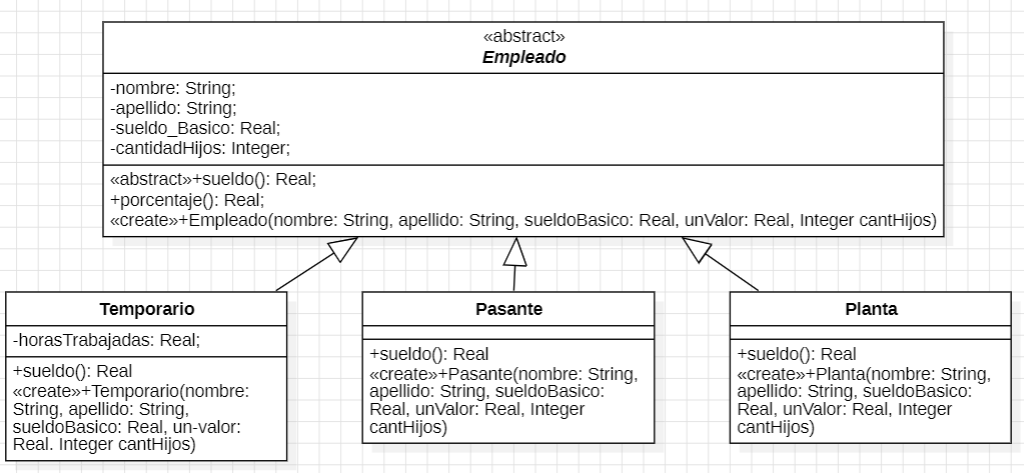 «abstract»
Empleado
-nombre: String;
-apellido: String;
-sueldo_Basico: Real;
-cantidadHijos: Integer;
«abstract»+sueldo(): Real;
+porcentaje(): Real;
«create»+Empleado(nombre: String, apellido: String, sueldoBasico: Real, unValor: Real, Integer cantHijos)
Temporario
-horasTrabajadas: Real;
+sueldo(): Real
«create»+Temporario(nombre:
String, apellido: String,
sueldoBasico: Real, un-valor:
Real. Integer cantHijos)
Pasante
+sueldo(): Real
«create»+Pasante(nombre: String,
apellido: String, sueldoBasico:
Real, unValor: Real, Integer
cantHijos)
Planta
+sueldo(): Real
«create»+Planta(nombre: String,
apellido: String, sueldoBasico:
Real, unValor: Real, Integer
cantHijos)